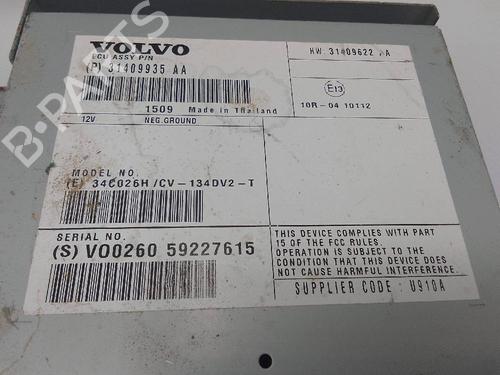 VOLVO
ECU ASSY P/N
(P) 31409935 AA
1509 Made in Thailand
12V NEG.GROUND
MODEL NO.
(E) 34C026H /CV-134DV2-T
SERIAL NO.
(S) VO0260 59227615
HW: 31409622 AA
E13
10R-04 10112
THIS DEVICE COMPLIES WITH PART
15 OF THE FCC RULES.
OPERATION IS SUBJECT TO THE
CONDITION THAT THIS DEVICE DOES
NOT CAUSE HARMFUL INTERFERENCE.
SUPPLIER CODE : U910A
B-PARTS